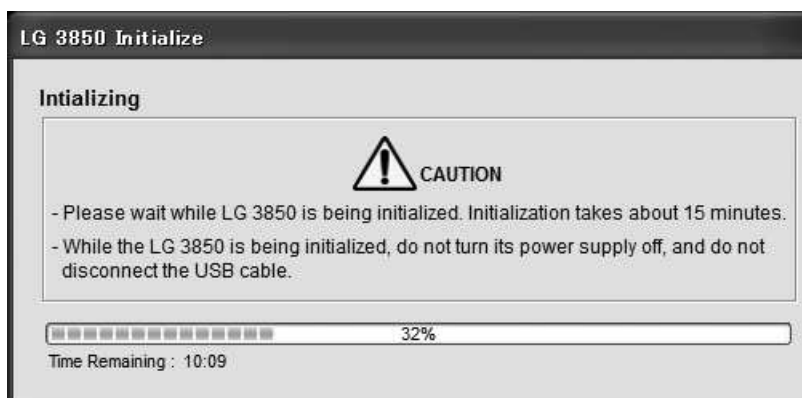 LG 3850 Initialize
Intializing
CAUTION
- Please wait while LG 3850 is being initialized. Initialization takes about 15 minutes.
- While the LG 3850 is being initialized, do not turn its power supply off, and do not
disconnect the USB cable.
32%
Time Remaining : 10:09